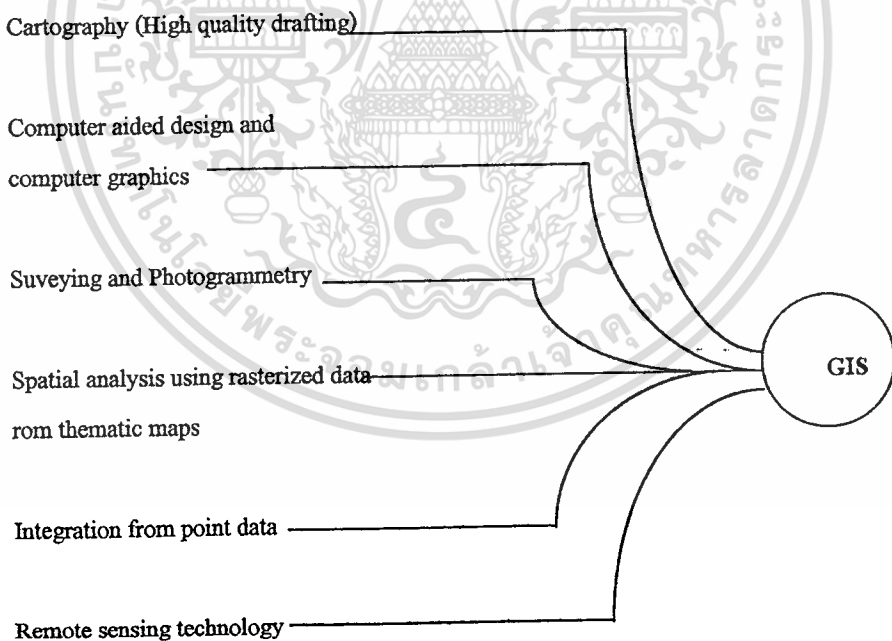 Cartography (High quality drafting)
Computer aided design and
computer graphics
Suveying and Photogrammetry
Spatial analysis using rasterized data
rom thematic maps
GIS
Integration from point data
Remote sensing technology